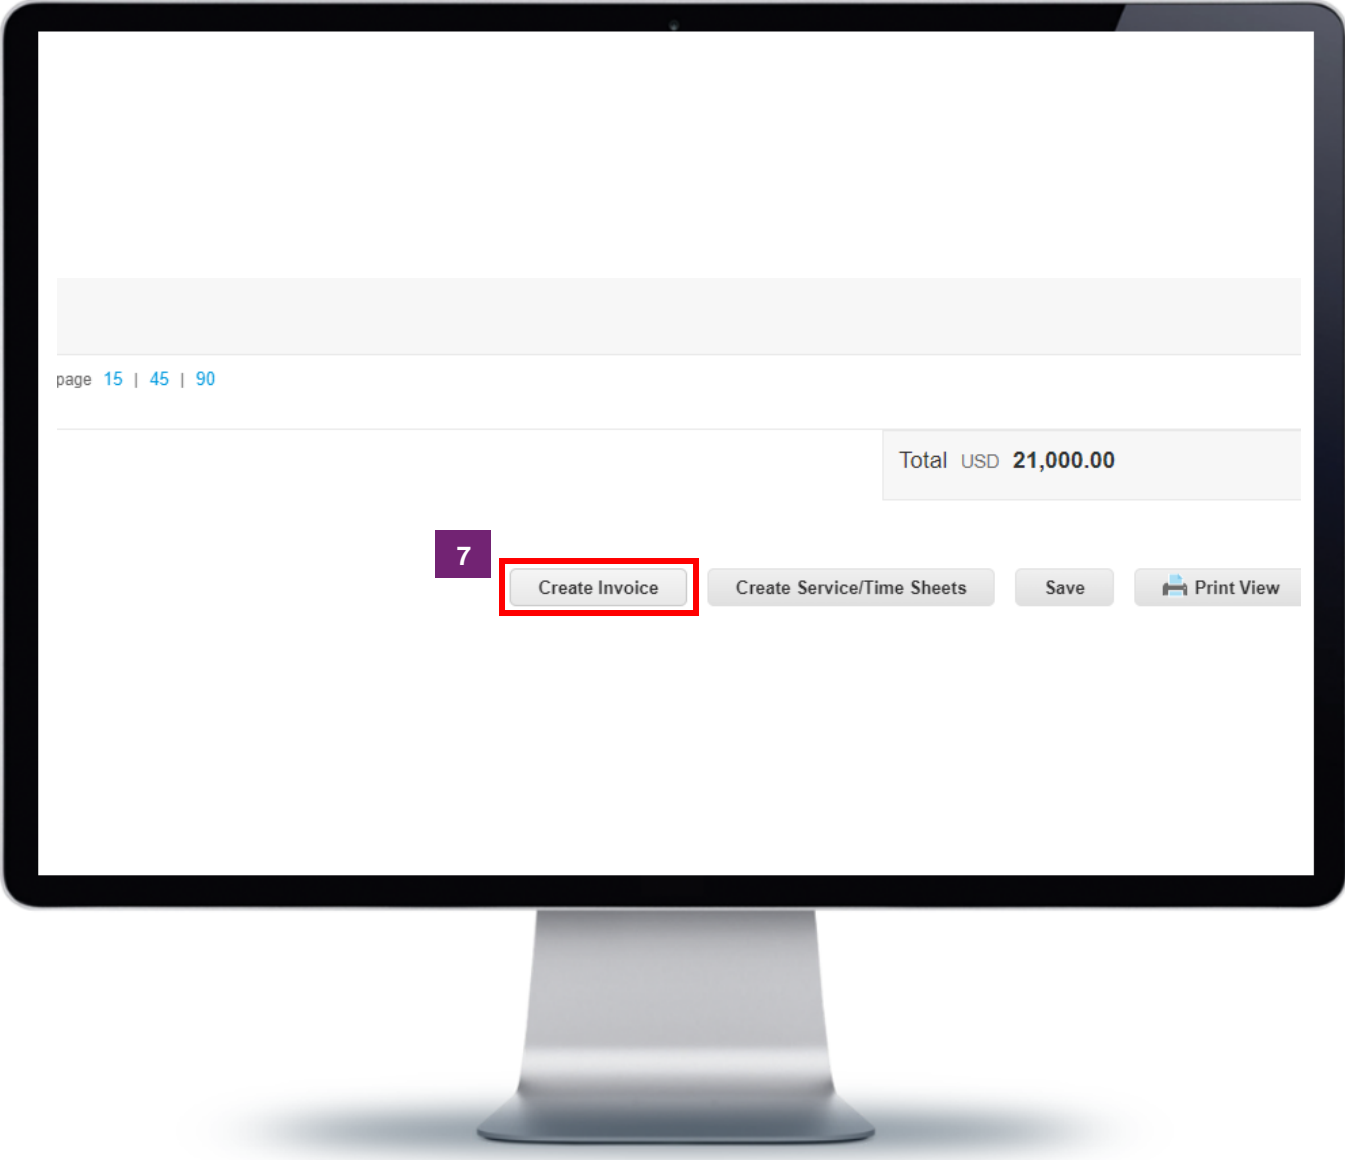 page 15 | 45 | 90
Total USD 21,000.00
7
Create Invoice Create Service/Time Sheets Save Print View